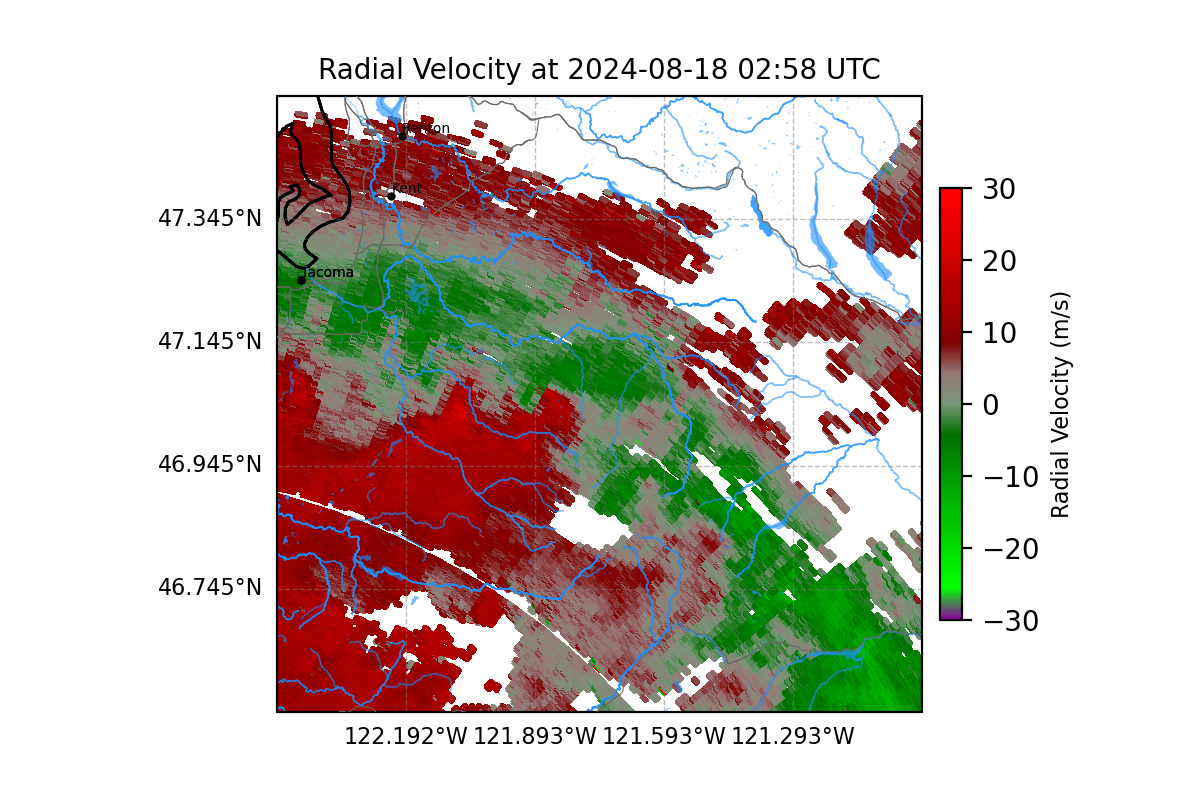 Radial Velocity at 2024-08-18 02:58 UTC
Renton
Kent
Tacoma
47.345°N
47.145°N
46.945°N
46.745°N
122.192°W
121.893°W
121.593°W
121.293°W
30
20
10
0
−10
−20
−30
Radial Velocity (m/s)